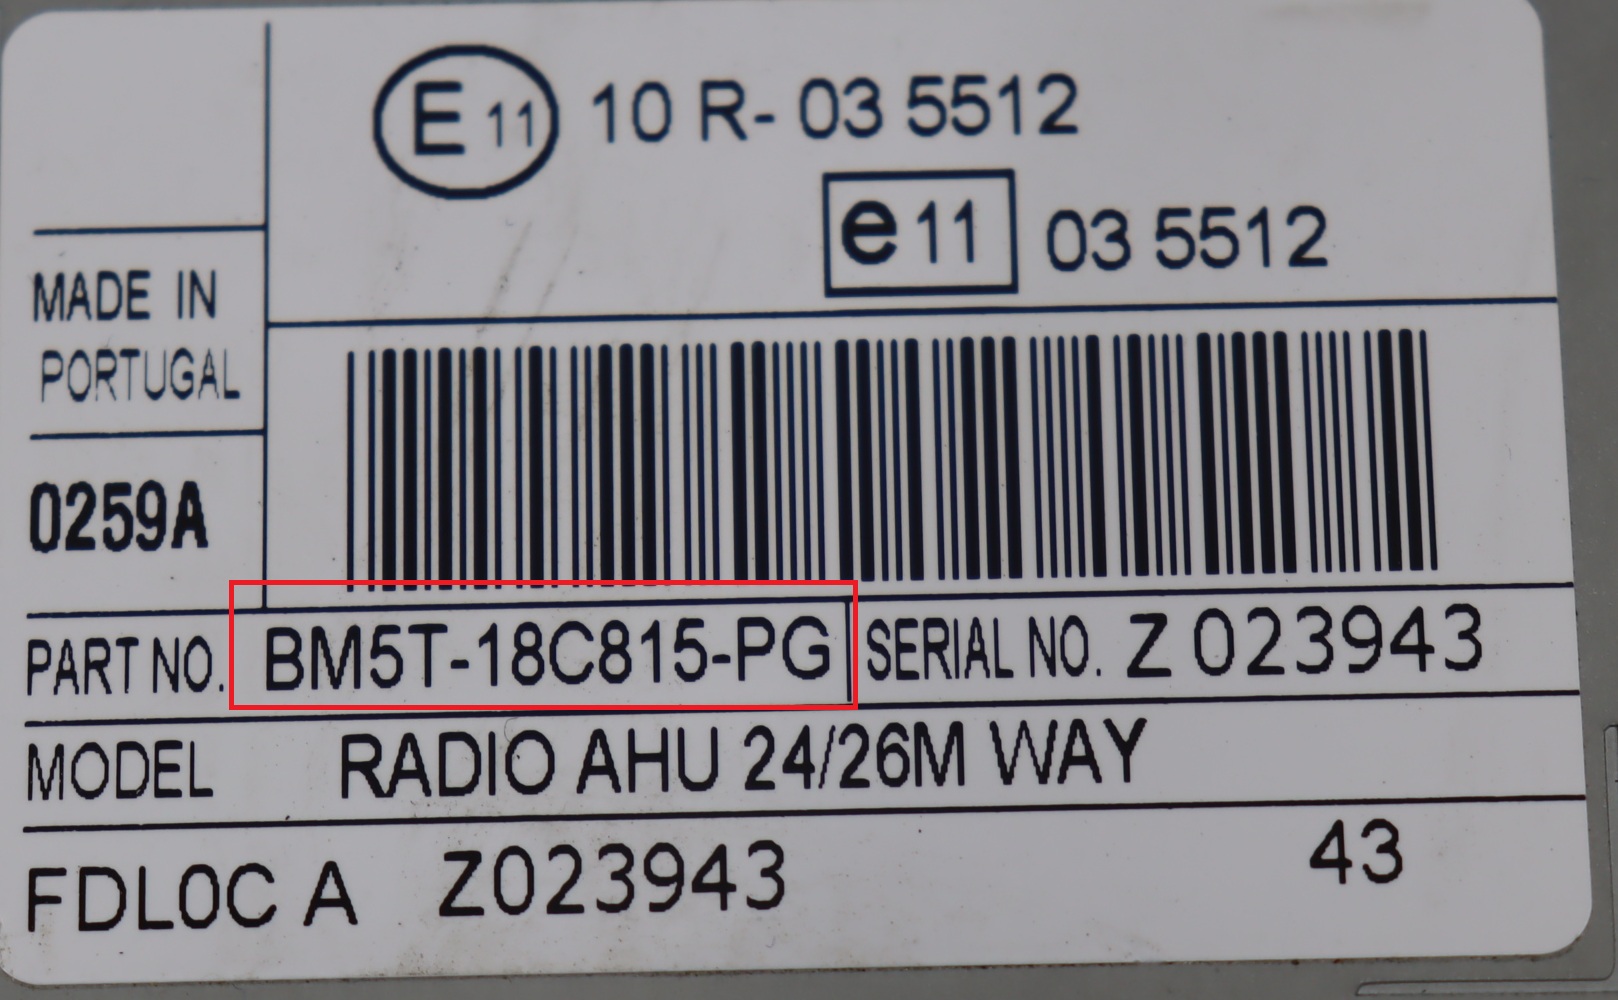 E 11 10 R- 03 5512
e 11 03 5512
MADE IN
PORTUGAL
0259A
PART NO. BM5T-18C815-PG SERIAL NO. Z 023943
MODEL RADIO AHU 24/26M WAY
FDLOC A Z023943 43